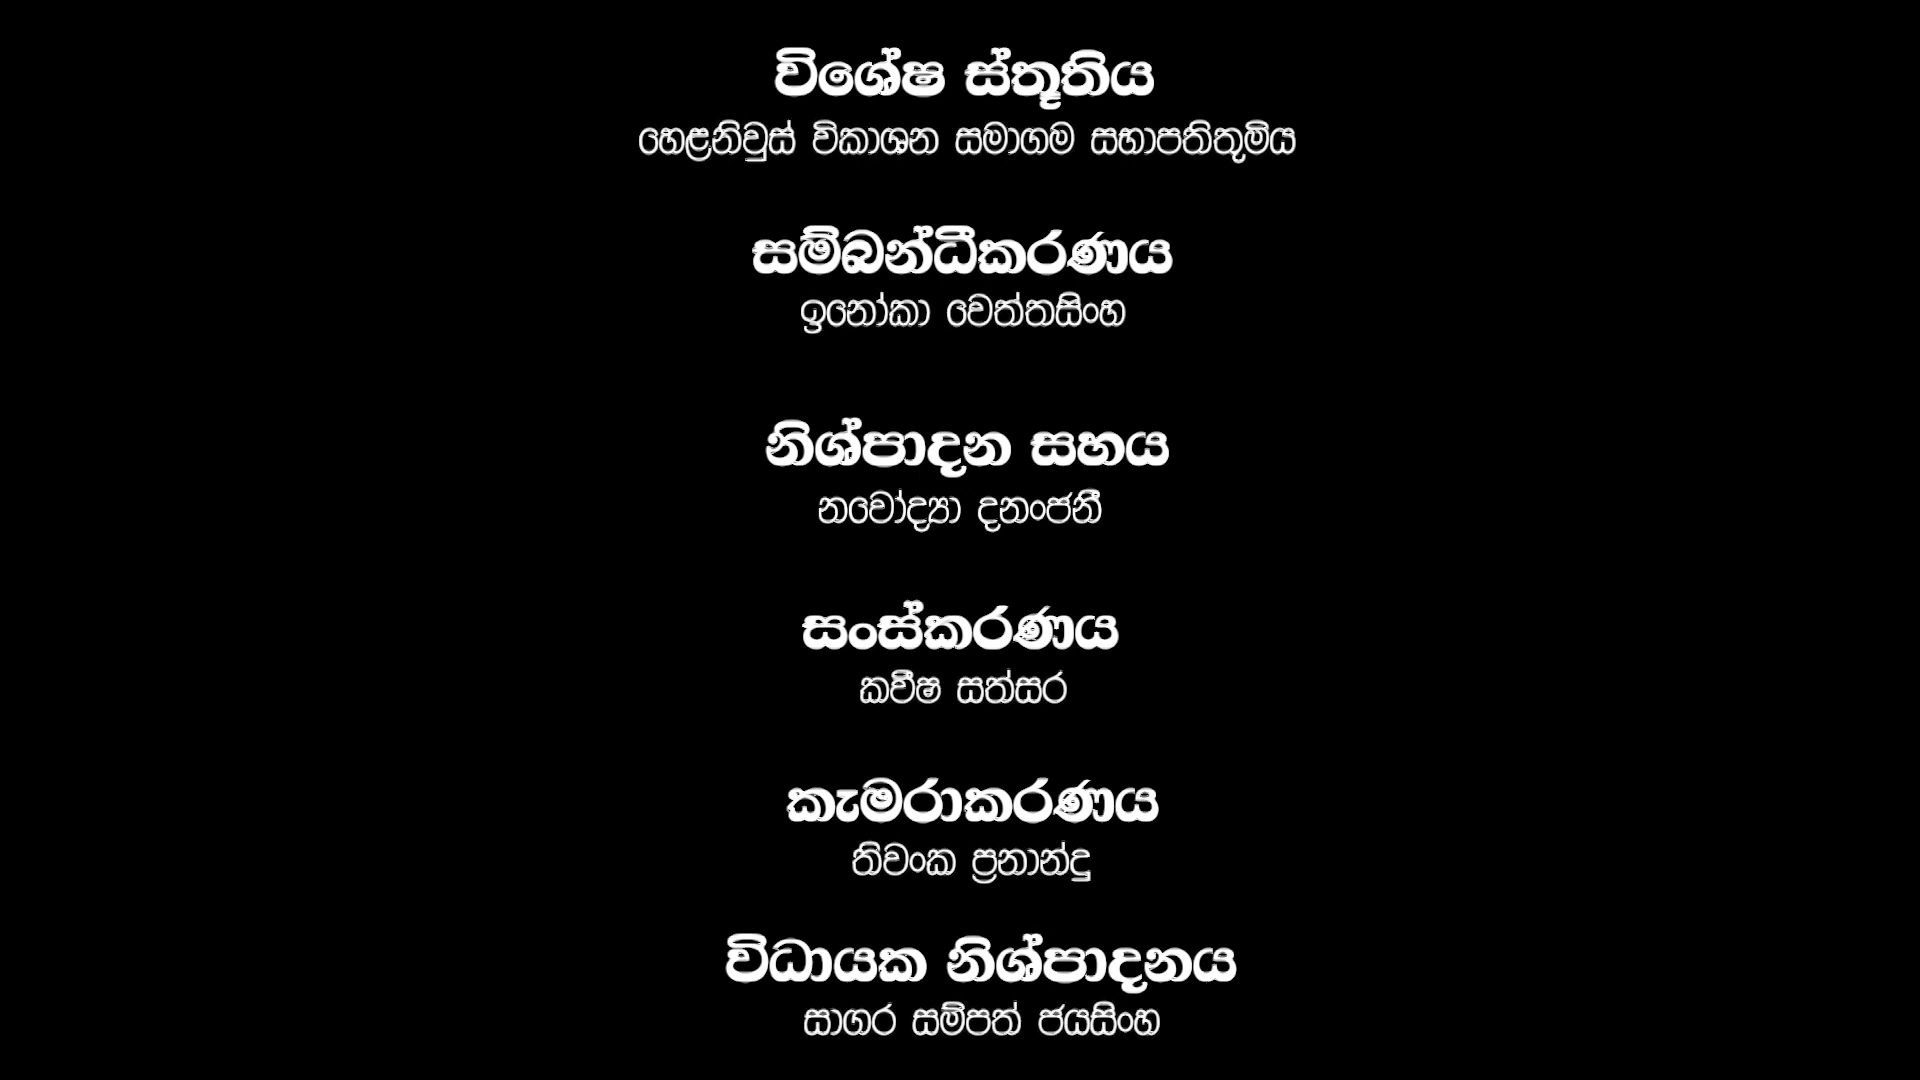 විශේෂ ස්තූතිය
හෙළනිවුස් විකාශන සමාගම සභාපතිතුමිය
සම්බන්ධීකරණය
ඉනෝකා වෙත්තසිංහ
නිශ්පාදන සහය
නවෝද්‍යා දනංජනී
සංස්කරණය
කවීෂ සත්සර
කැමරාකරණය
තිවංක ප්‍රනාන්දු
විධායක නිශ්පාදනය
සාගර සම්පත් ජයසිංහ